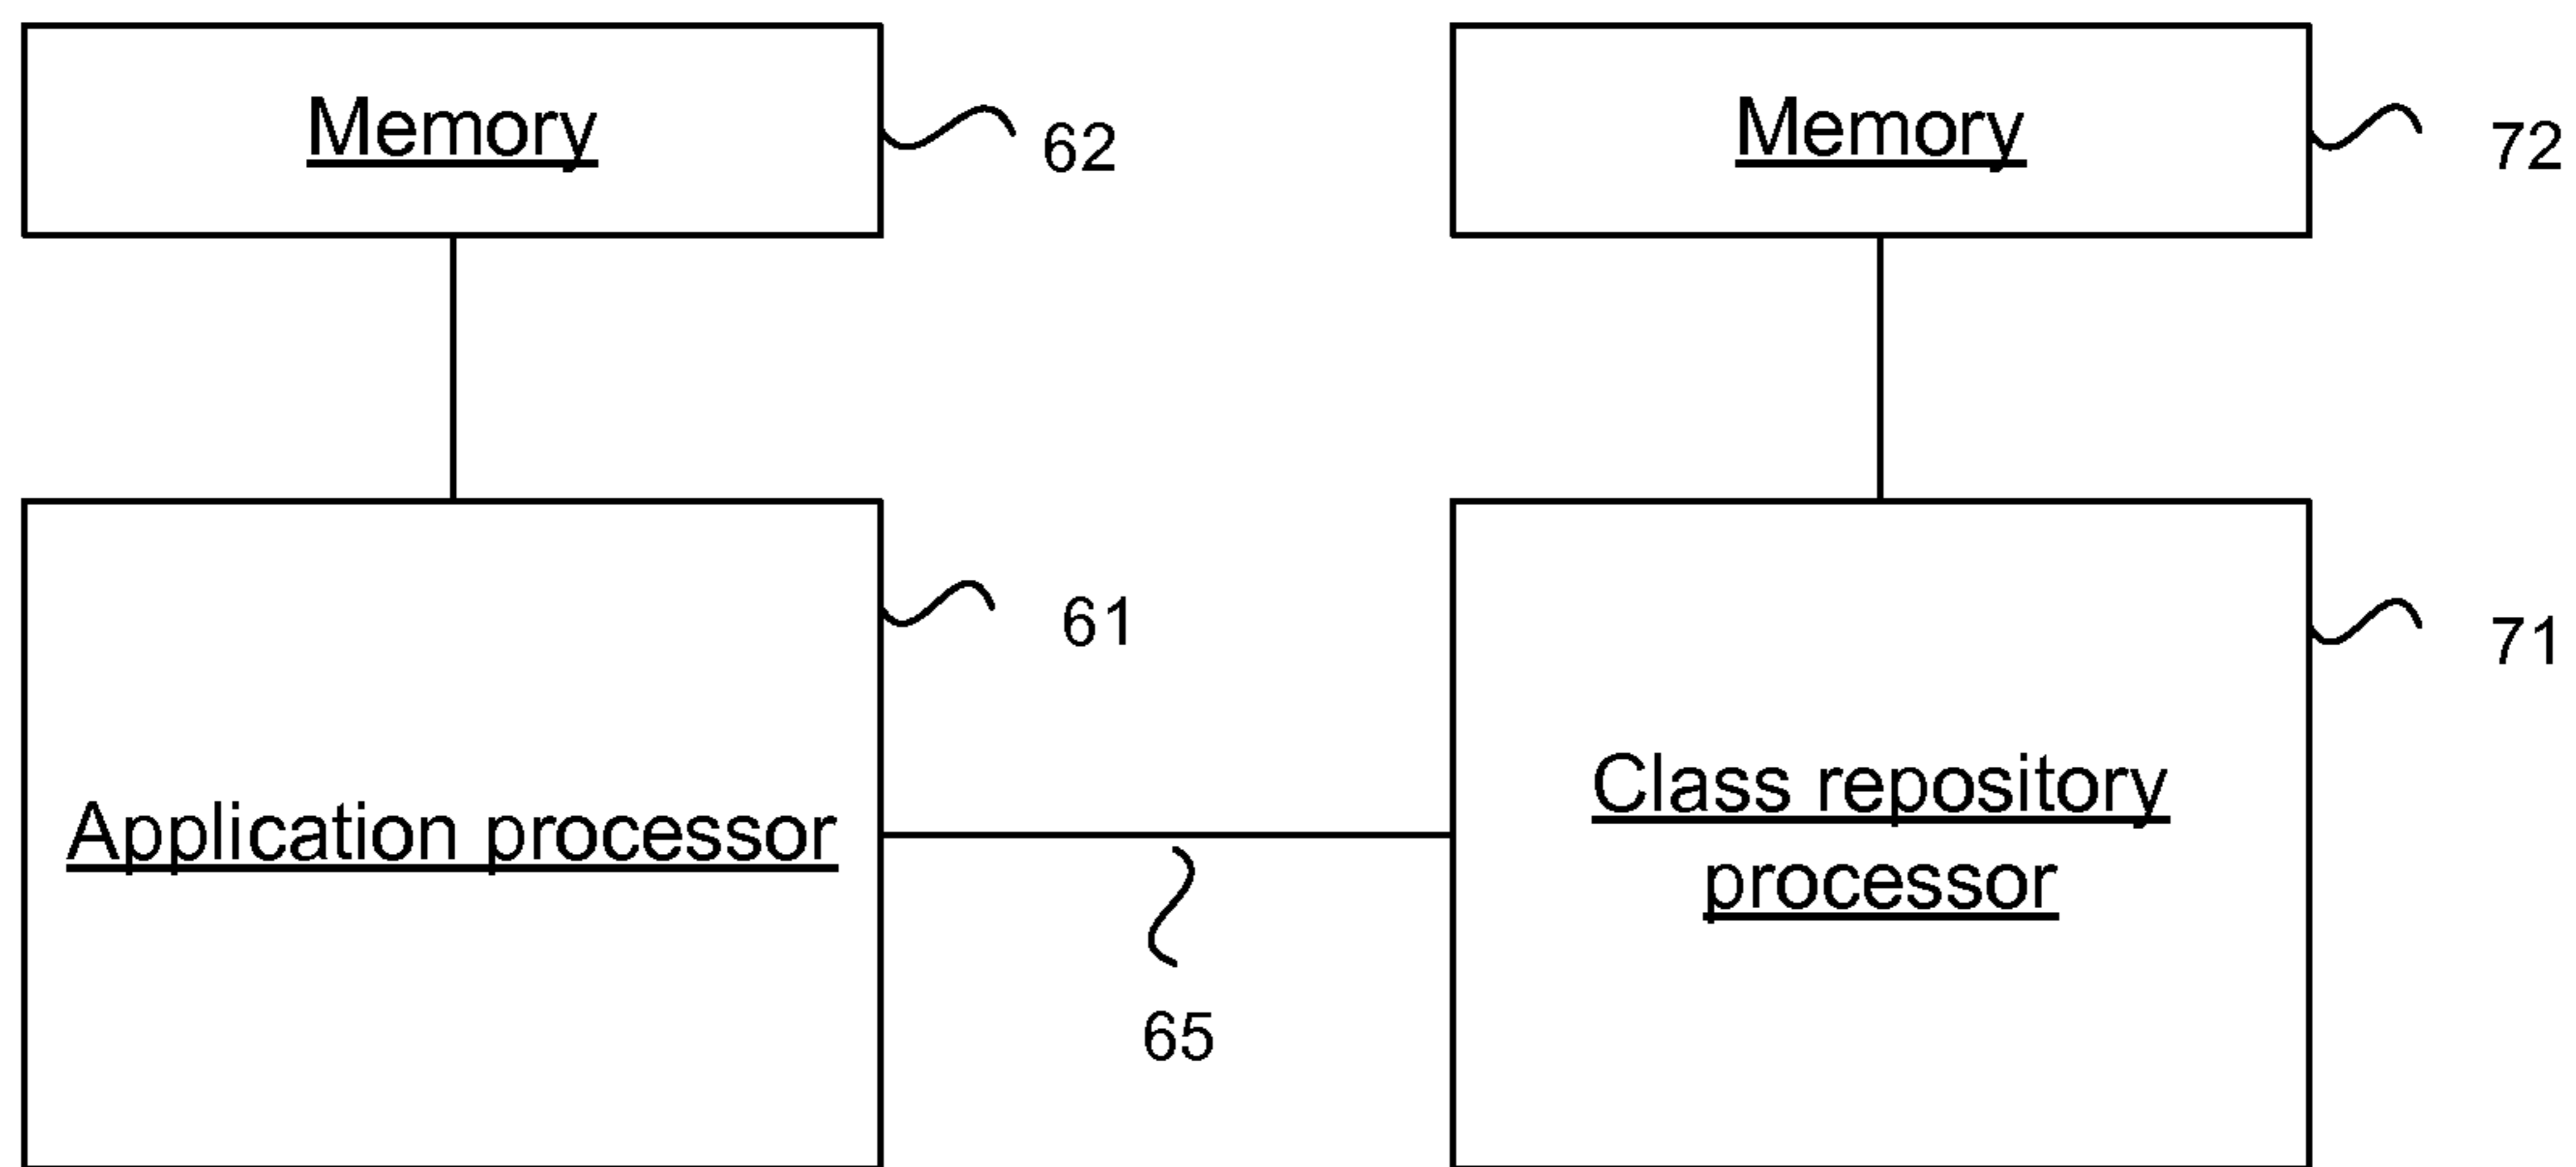 Memory
62
Memory
72
61
71
Application processor
Class repository
processor
65